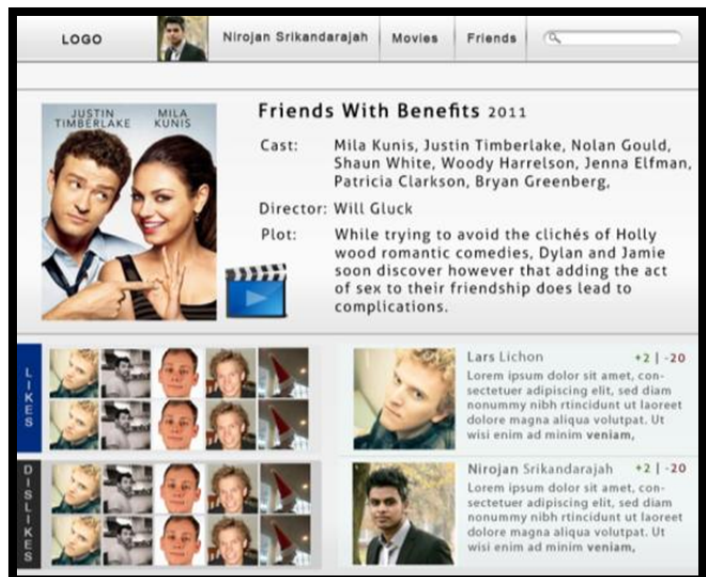 LOGO
Nirojan Srikandarajah
Movies
Friends
JUSTIN TIMBERLAKE
MILA KUNIS
Friends With Benefits 2011
Cast: Mila Kunis, Justin Timberlake, Nolan Gould,
Shaun White, Woody Harrelson, Jenna Elfman,
Patricia Clarkson, Bryan Greenberg,
Director: Will Gluck
Plot: While trying to avoid the clichés of Holly
wood romantic comedies, Dylan and Jamie
soon discover however that adding the act
of sex to their friendship does lead to
complications.
LIKES
Lars Lichon +2 | -20
Lorem ipsum dolor sit amet, con-
sectetuer adipiscing elit, sed diam
nonummy nibh rtincidunt ut laoreet
dolore magna aliqua volutpat. Ut
wisi enim ad minim veniam,
DISLIKES
Nirojan Srikandarajah +2 | -20
Lorem ipsum dolor sit amet, con-
sectetuer adipiscing elit, sed diam
nonummy nibh rtincidunt ut laoreet
dolore magna aliqua volutpat. Ut
wisi enim ad minim veniam,